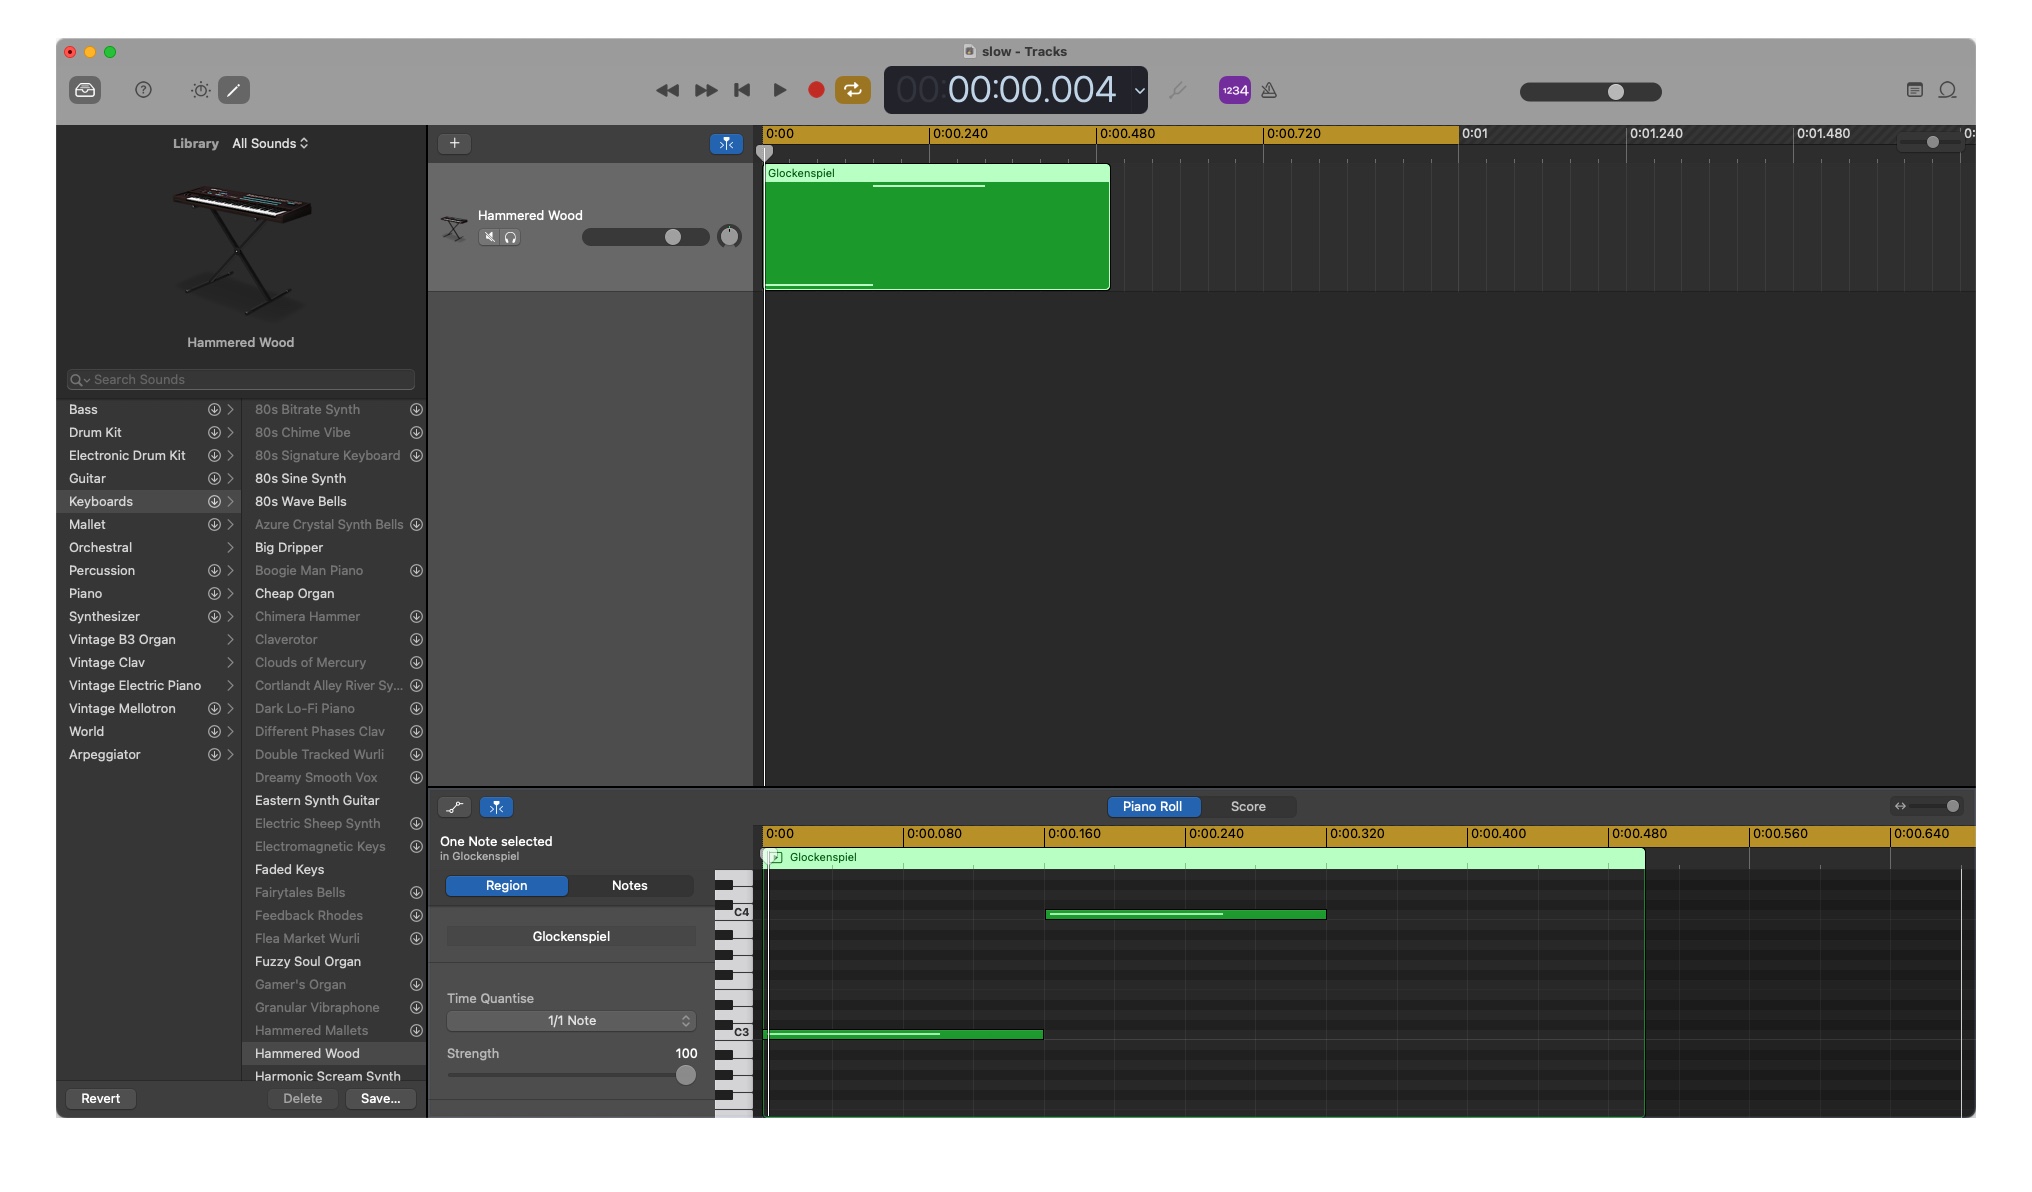 slow - Tracks
00:00:00.004
1234
Library All Sounds
Hammered Wood
Search Sounds
Bass
Drum Kit
Electronic Drum Kit
Guitar
Keyboards
Mallet
Orchestral
Percussion
Piano
Synthesizer
Vintage B3 Organ
Vintage Clav
Vintage Electric Piano
Vintage Mellotron
World
Arpeggiator
80s Bitrate Synth
80s Chime Vibe
80s Signature Keyboard
80s Sine Synth
80s Wave Bells
Azure Crystal Synth Bells
Big Dripper
Boogie Man Piano
Cheap Organ
Chimera Hammer
Claverotor
Clouds of Mercury
Cortlandt Alley River Sy...
Dark Lo-Fi Piano
Different Phases Clav
Double Tracked Wurli
Dreamy Smooth Vox
Eastern Synth Guitar
Electric Sheep Synth
Electromagnetic Keys
Faded Keys
Fairytales Bells
Feedback Rhodes
Flea Market Wurli
Fuzzy Soul Organ
Gamer's Organ
Granular Vibraphone
Hammered Mallets
Hammered Wood
Harmonic Scream Synth
Revert Delete Save...
Hammered Wood
0:00 0:00.240 0:00.480 0:00.720 0:01 0:01.240 0:01.480 0:
Glockenspiel
Piano Roll Score
One Note selected
in Glockenspiel
Region Notes
Glockenspiel
Time Quantise
1/1 Note
Strength 100
0:00 0:00.080 0:00.160 0:00.240 0:00.320 0:00.400 0:00.480 0:00.560 0:00.640
Glockenspiel
C4
C3